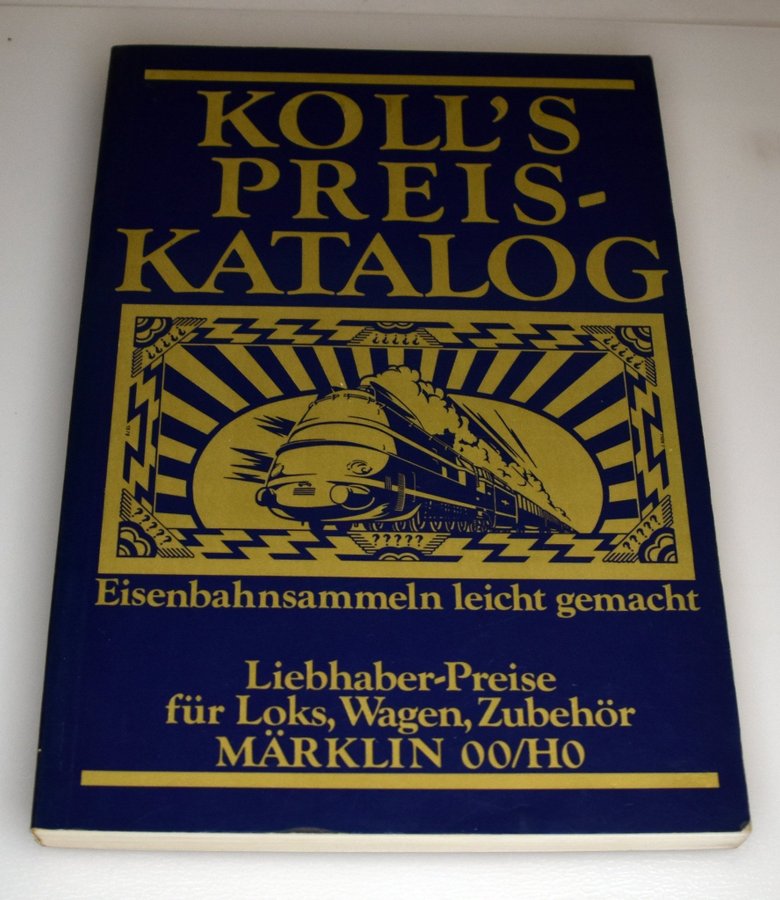 KOLL'S
PREIS-
KATALOG
Eisenbahnsammeln leicht gemacht
Liebhaber-Preise
für Loks, Wagen, Zubehör
MÄRKLIN 00/H0